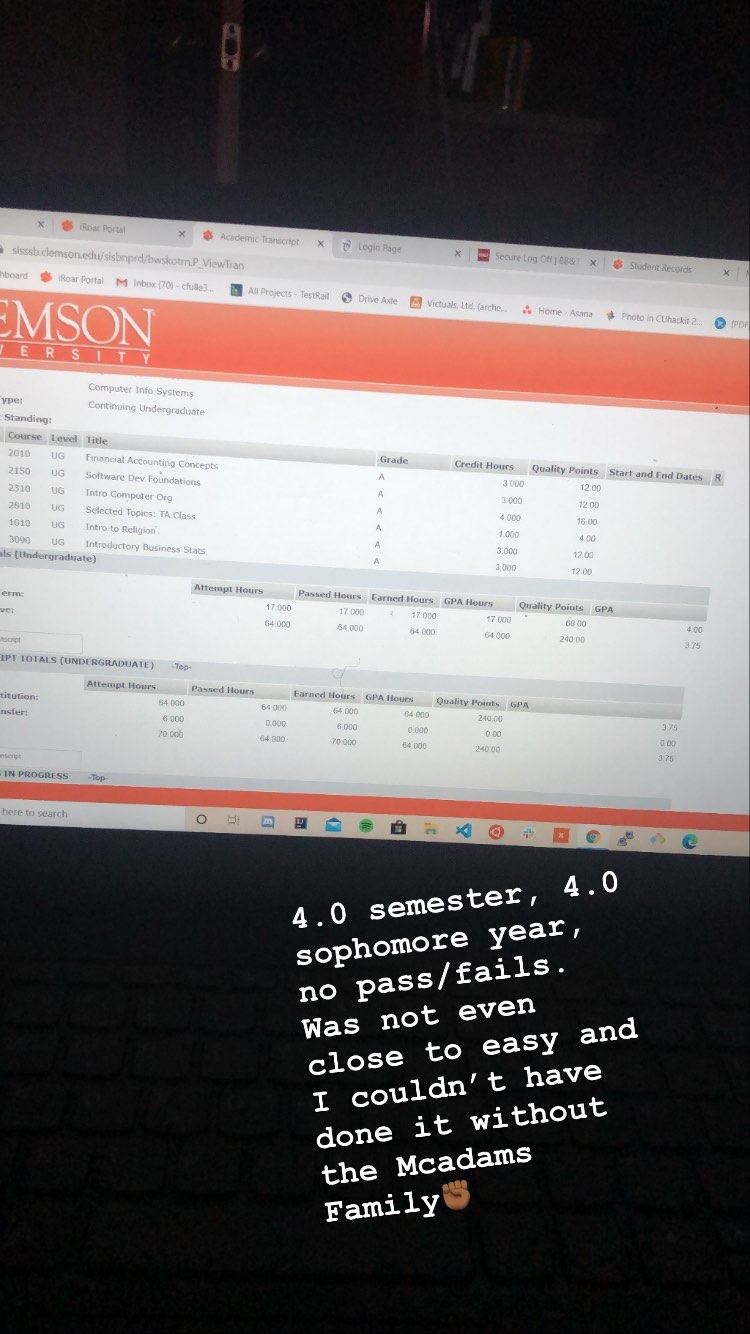 iRoar Portal Academic Transcript Login Page Secure Log Off | BB&T Student Records
sisssb.clemson.edu/sisbnprd/bwskotrn.P_ViewTran
hboard iRoar Portal Inbox (70) - cfulle3... All Projects - TestRail Drive Axle Victuals, Ltd. (arche... Home - Asana Photo in CUhackit 2... [PDF
EMSON
VERSITY
Computer Info Systems
ype: Continuing Undergraduate
Standing:
Course Level Title Grade Credit Hours Quality Points Start and End Dates R
2010 UG Financial Accounting Concepts A 3.000 12.00
2150 UG Software Dev Foundations A 3.000 12.00
2310 UG Intro Computer Org A 4.000 16.00
2810 UG Selected Topics: TA Class A 1.000 4.00
1010 UG Intro to Religion A 3.000 12.00
3090 UG Introductory Business Stats A 3.000 12.00
als (Undergraduate)
Attempt Hours Passed Hours Earned Hours GPA Hours Quality Points GPA
erm: 17.000 17.000 17.000 17.000 68.00 4.00
ve: 64.000 64.000 64.000 64.000 240.00 3.75
nscript
IPT TOTALS (UNDERGRADUATE) -Top-
Attempt Hours Passed Hours Earned Hours GPA Hours Quality Points GPA
titution: 64.000 64.000 64.000 64.000 240.00 3.75
nsfer: 6.000 0.000 6.000 0.000 0.00 0.00
70.000 64.000 70.000 64.000 240.00 3.75
nscript
IN PROGRESS -Top-
here to search
4.0 semester, 4.0
sophomore year,
no pass/fails.
Was not even
close to easy and
I couldn't have
done it without
the Mcadams
Family✊🏾